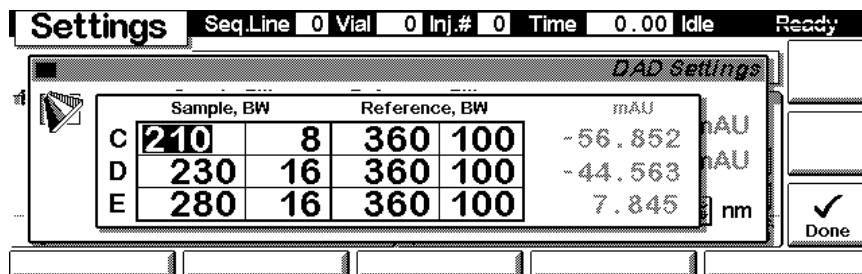 Settings Seq.Line 0 Vial 0 Inj.# 0 Time 0.00 Idle Ready
DAD Settings
Sample, BW Reference, BW mAU
C 210 8 360 100 -56.852 mAU
D 230 16 360 100 -44.563 mAU
E 280 16 360 100 7.845
nm
Done